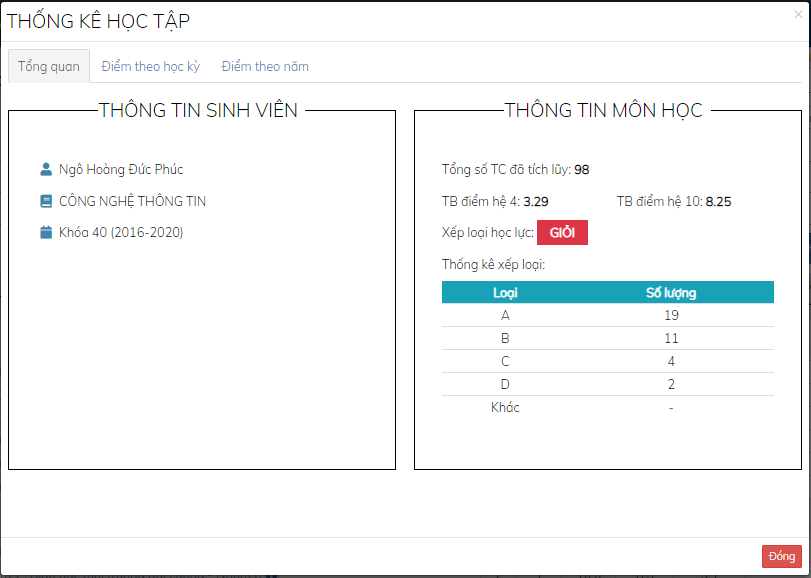 THỐNG KÊ HỌC TẬP
×
Tổng quan Điểm theo học kỳ Điểm theo năm
THÔNG TIN SINH VIÊN
Ngô Hoàng Đức Phúc
CÔNG NGHỆ THÔNG TIN
Khóa 40 (2016-2020)
THÔNG TIN MÔN HỌC
Tổng số TC đã tích lũy: 98
TB điểm hệ 4: 3.29 TB điểm hệ 10: 8.25
Xếp loại học lực: GIỎI
Thống kê xếp loại:
Loại Số lượng
A 19
B 11
C 4
D 2
Khác -
Đóng